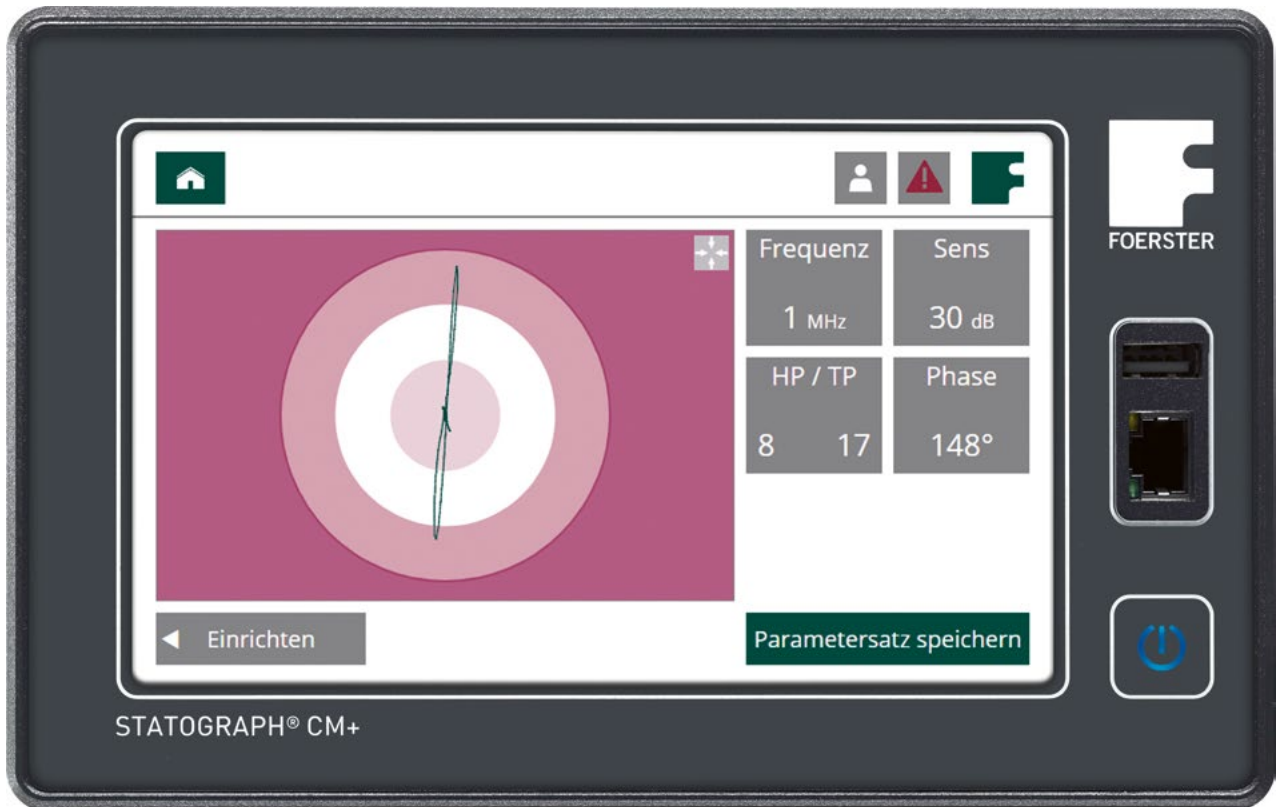 FOERSTER
Frequenz
1 MHz
Sens
30 dB
HP / TP
8 17
Phase
148°
Einrichten
Parametersatz speichern
STATOGRAPH® CM+